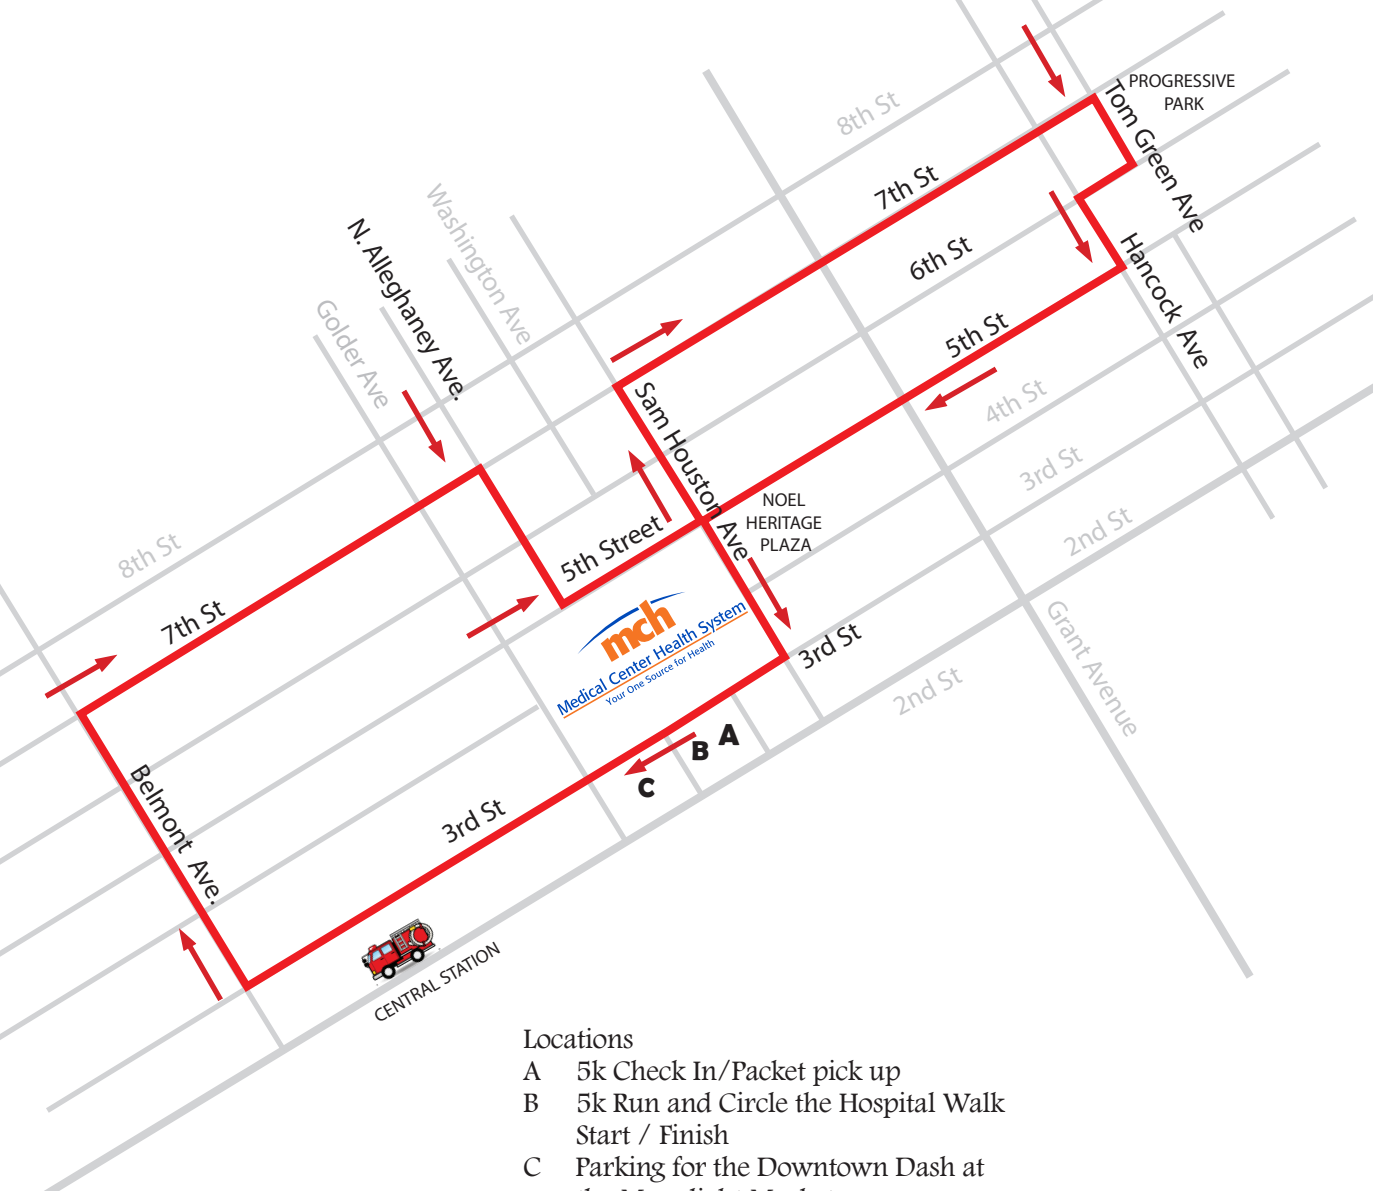 PROGRESSIVE
PARK
Tom Green Ave
8th St
7th St
Washington Ave
N. Alleghaney Ave.
6th St
Hancock Ave
Golder Ave
5th St
Sam Houston Ave
4th St
3rd St
NOEL
HERITAGE
PLAZA
2nd St
8th St
5th Street
7th St
mch
Medical Center Health System
Your One Source for Health
3rd St
Grant Avenue
2nd St
A
B
C
Belmont Ave.
3rd St
CENTRAL STATION
Locations
A 5k Check In/Packet pick up
B 5k Run and Circle the Hospital Walk
Start / Finish
C Parking for the Downtown Dash at